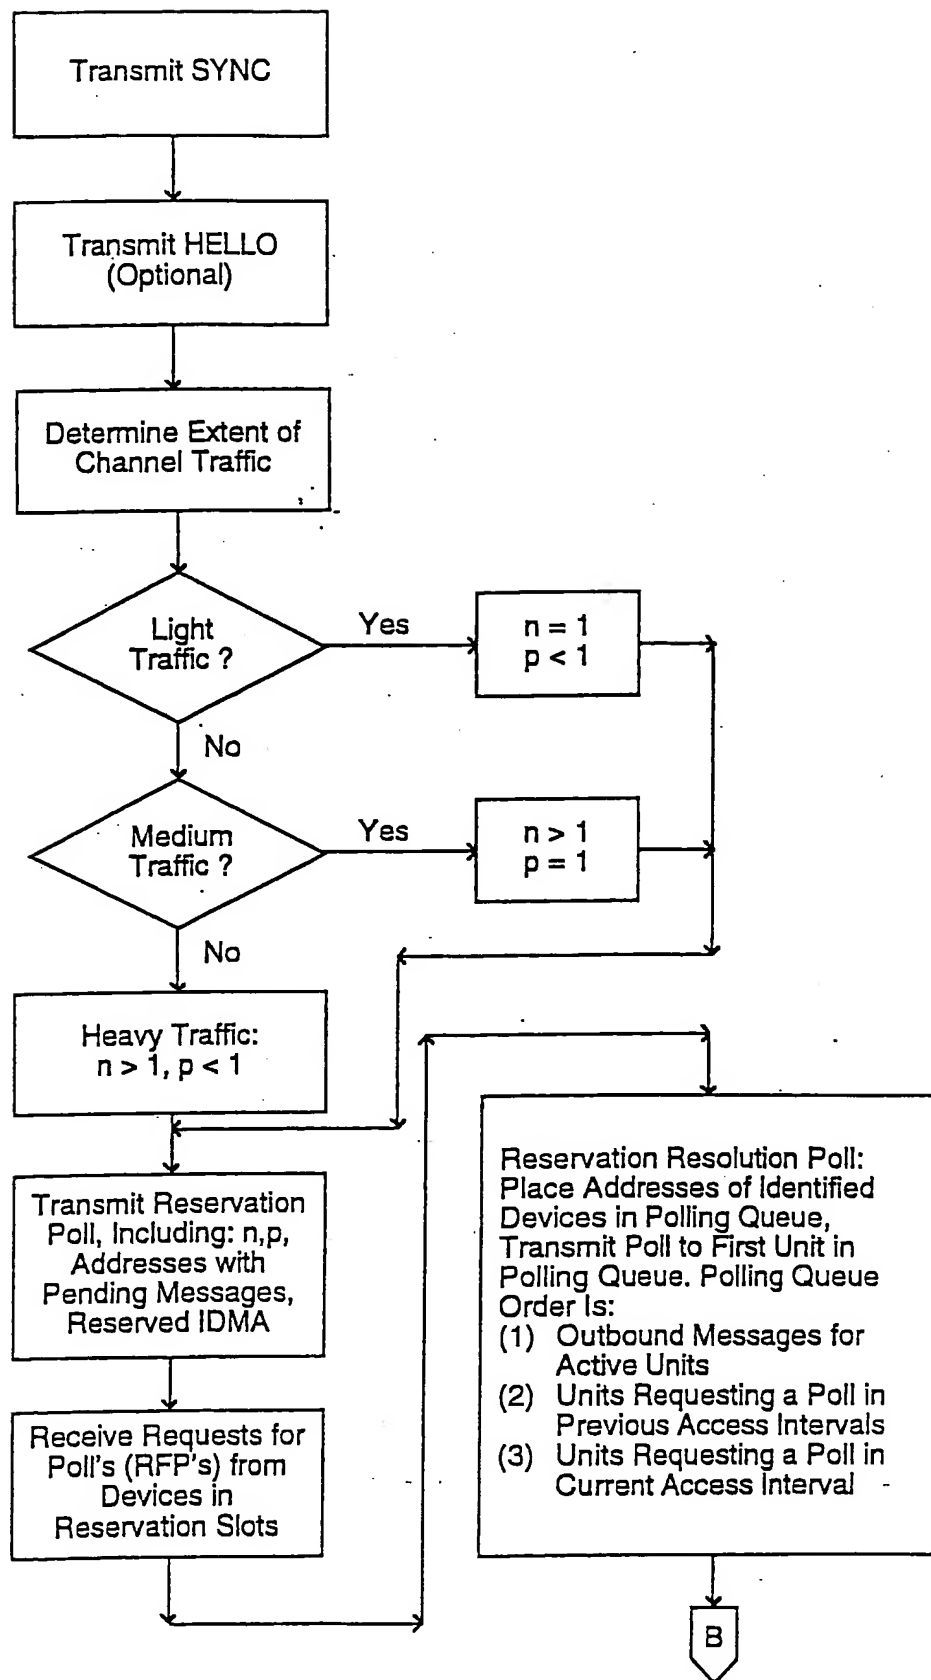 Transmit SYNC
Transmit HELLO
(Optional)
Determine Extent of
Channel Traffic
Light
Traffic ?
Yes
n = 1
p < 1
No
Medium
Traffic ?
Yes
n > 1
p = 1
No
Heavy Traffic:
n > 1, p < 1
Transmit Reservation
Poll, Including: n,p,
Addresses with
Pending Messages,
Reserved IDMA
Receive Requests for
Poll's (RFP's) from
Devices in
Reservation Slots
Reservation Resolution Poll:
Place Addresses of Identified
Devices in Polling Queue,
Transmit Poll to First Unit in
Polling Queue. Polling Queue
Order Is:
(1) Outbound Messages for
Active Units
(2) Units Requesting a Poll in
Previous Access Intervals
(3) Units Requesting a Poll in
Current Access Interval
B